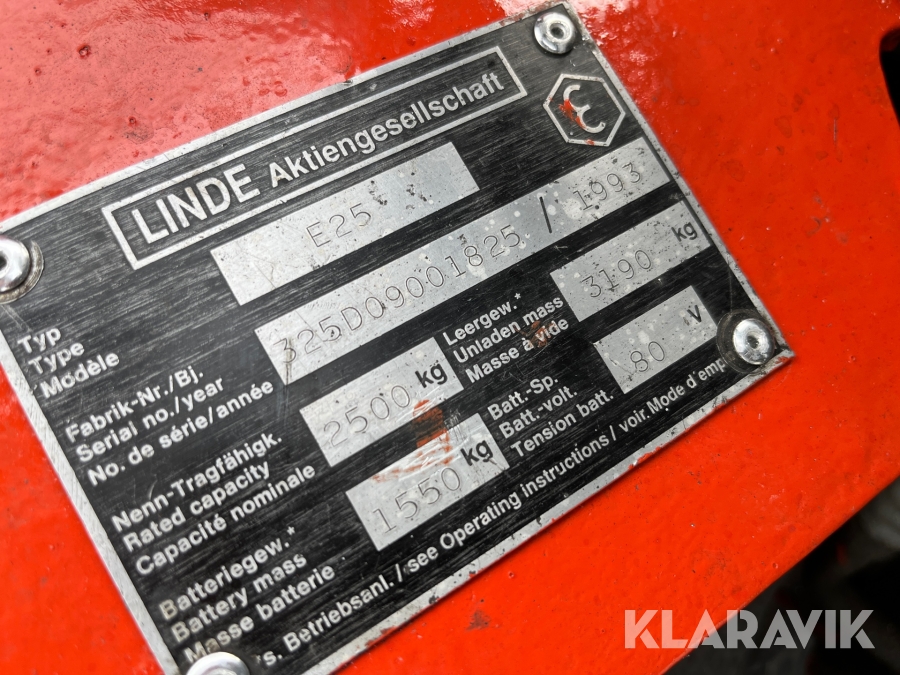 LINDE Aktiengesellschaft
Typ
Type
Modèle
E25
Fabrik-Nr./Bj.
Serial no./year
No. de série/année
325D09001825 / 1993
Nenn-Tragfähigk.
Rated capacity
Capacité nominale
2500 kg
Leergew.*
Unladen mass
Masse à vide
3190 kg
Batteriegew.*
Battery mass
Masse batterie
1550 kg
Batt.-Sp.
Batt.-volt.
Tension batt.
80 V
*s. Betriebsanl. / see Operating instructions / voir Mode d'emp
KLARAVIK